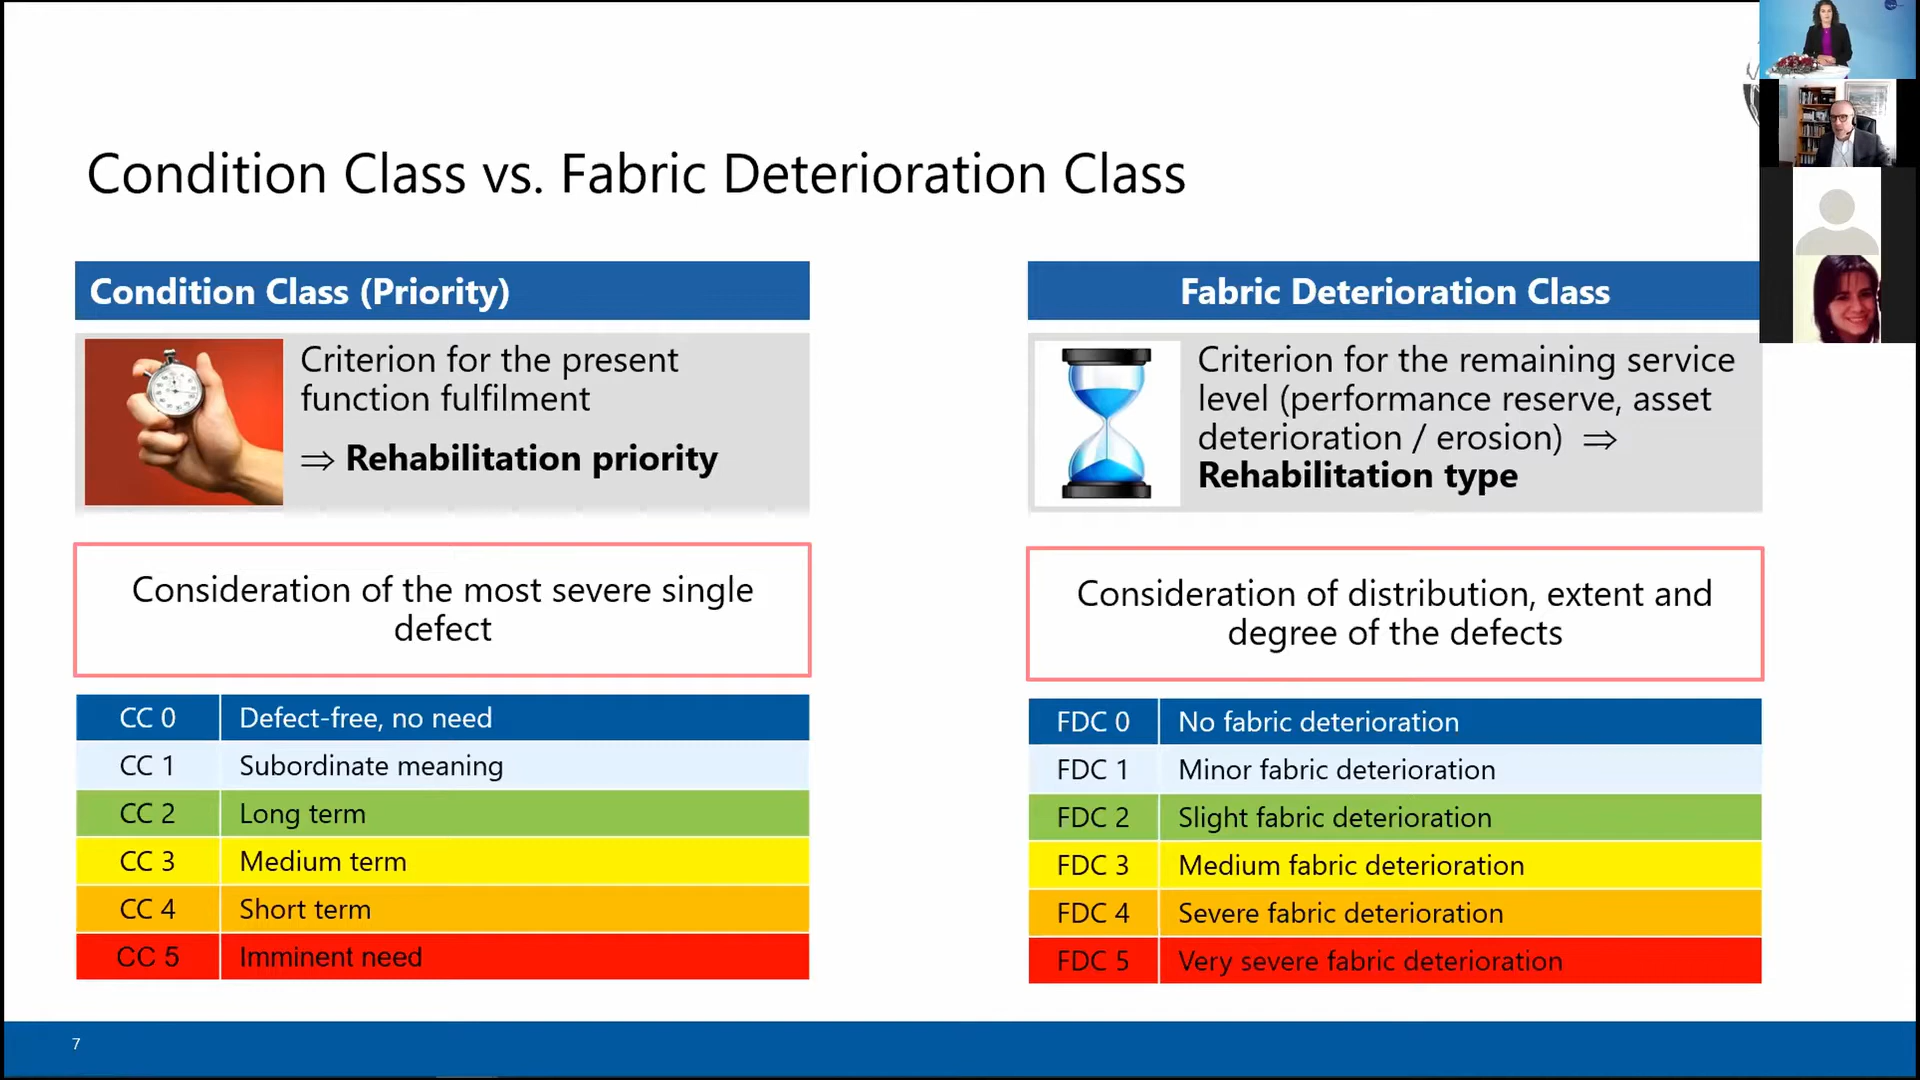 Condition Class vs. Fabric Deterioration Class
Condition Class (Priority)
Criterion for the present
function fulfilment
⇒ Rehabilitation priority
Consideration of the most severe single
defect
CC 0 Defect-free, no need
CC 1 Subordinate meaning
CC 2 Long term
CC 3 Medium term
CC 4 Short term
CC 5 Imminent need
Fabric Deterioration Class
Criterion for the remaining service
level (performance reserve, asset
deterioration / erosion) ⇒
Rehabilitation type
Consideration of distribution, extent and
degree of the defects
FDC 0 No fabric deterioration
FDC 1 Minor fabric deterioration
FDC 2 Slight fabric deterioration
FDC 3 Medium fabric deterioration
FDC 4 Severe fabric deterioration
FDC 5 Very severe fabric deterioration
7